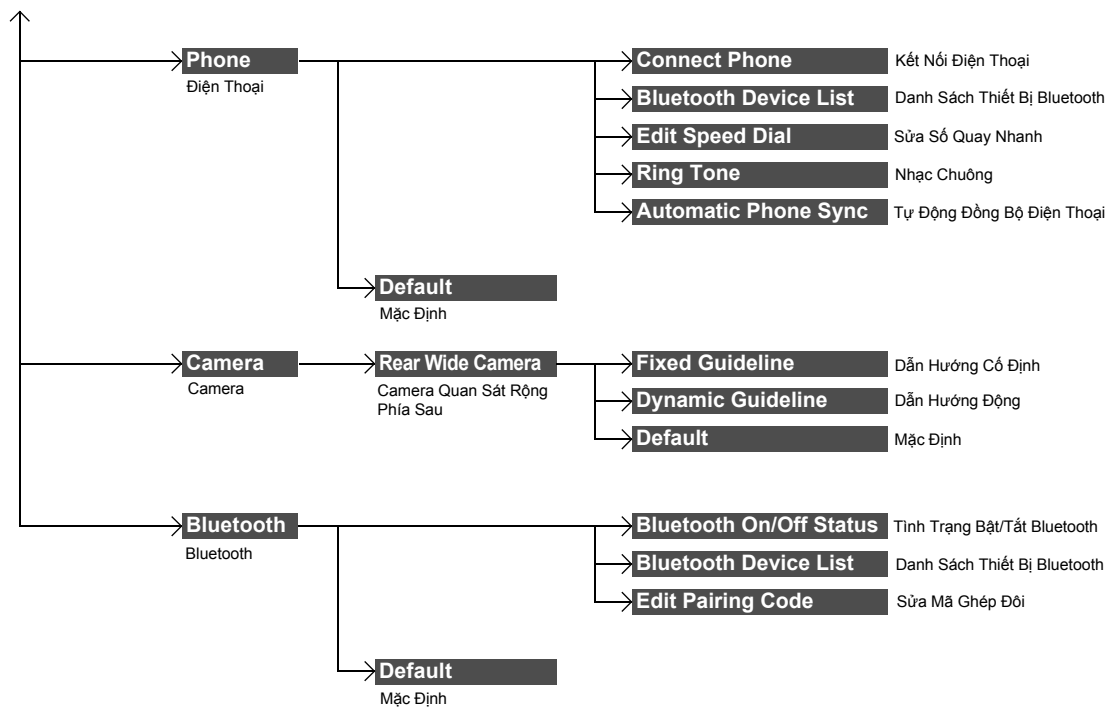 Phone
Điện Thoại
Connect Phone
Kết Nối Điện Thoại
Bluetooth Device List
Danh Sách Thiết Bị Bluetooth
Edit Speed Dial
Sửa Số Quay Nhanh
Ring Tone
Nhạc Chuông
Automatic Phone Sync
Tự Động Đồng Bộ Điện Thoại
Default
Mặc Định
Camera
Camera
Rear Wide Camera
Camera Quan Sát Rộng
Phía Sau
Fixed Guideline
Dẫn Hướng Cố Định
Dynamic Guideline
Dẫn Hướng Động
Default
Mặc Định
Bluetooth
Bluetooth
Bluetooth On/Off Status
Tình Trạng Bật/Tắt Bluetooth
Bluetooth Device List
Danh Sách Thiết Bị Bluetooth
Edit Pairing Code
Sửa Mã Ghép Đôi
Default
Mặc Định